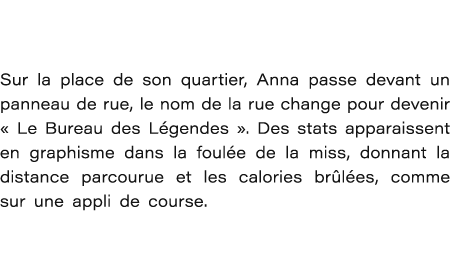 Sur la place de son quartier, Anna passe devant un
panneau de rue, le nom de la rue change pour devenir
« Le Bureau des Légendes ». Des stats apparaissent
en graphisme dans la foulée de la miss, donnant la
distance parcourue et les calories brûlées, comme
sur une appli de course.